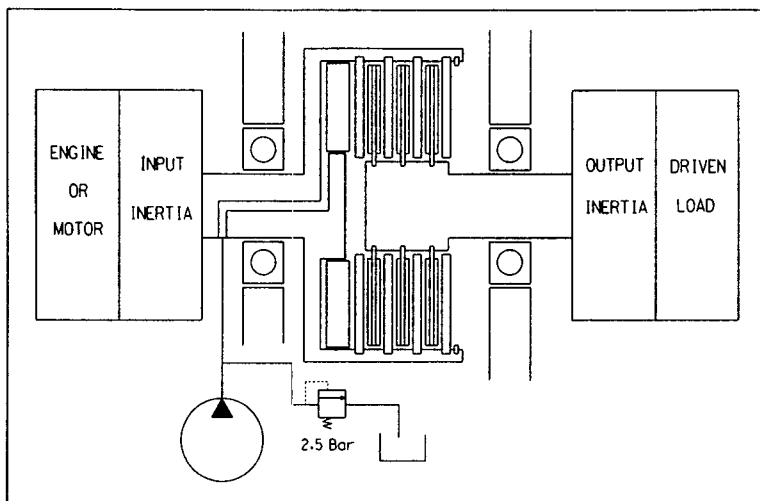 ENGINE
OR
MOTOR
INPUT
INERTIA
OUTPUT
INERTIA
DRIVEN
LOAD
2.5 Bar